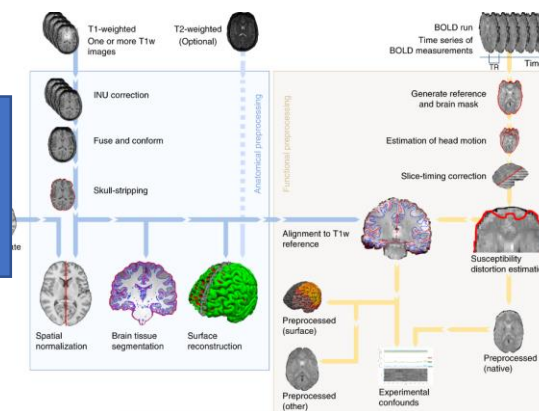 T1-weighted
One or more T1w
images
T2-weighted
(Optional)
INU correction
Fuse and conform
Skull-stripping
Anatomical preprocessing
Spatial
normalization
Brain tissue
segmentation
Surface
reconstruction
BOLD run
Time series of
BOLD measurements
TR
Time
Functional preprocessing
Generate reference
and brain mask
Estimation of head motion
Slice-timing correction
Alignment to T1w
reference
Susceptibility
distortion estimatio
Preprocessed
(surface)
Preprocessed
(other)
Experimental
confounds
Preprocessed
(native)